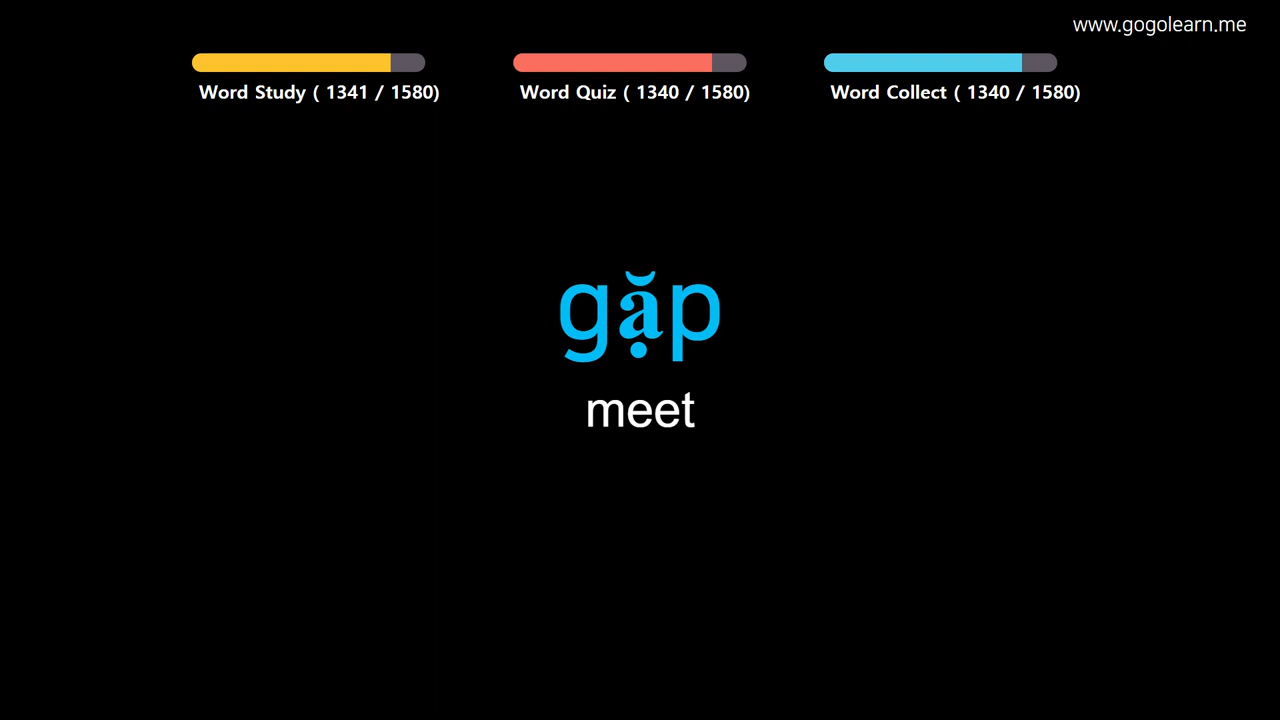 www.gogolearn.me
Word Study ( 1341 / 1580)
Word Quiz ( 1340 / 1580)
Word Collect ( 1340 / 1580)
gặp
meet